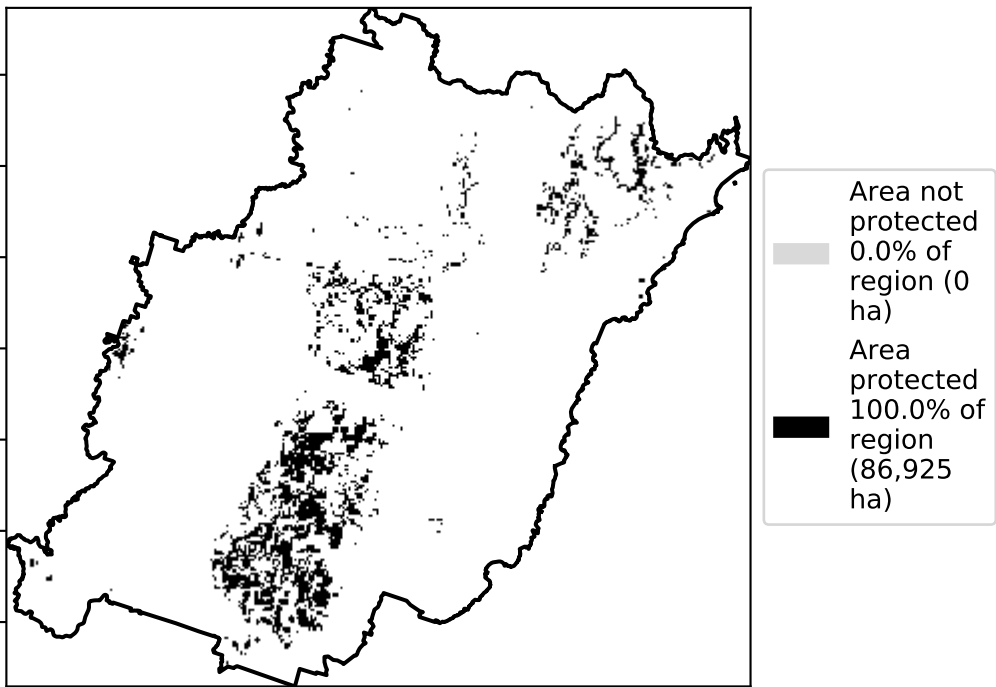 Area not
protected
0.0% of
region (0
ha)
Area
protected
100.0% of
region
(86,925
ha)